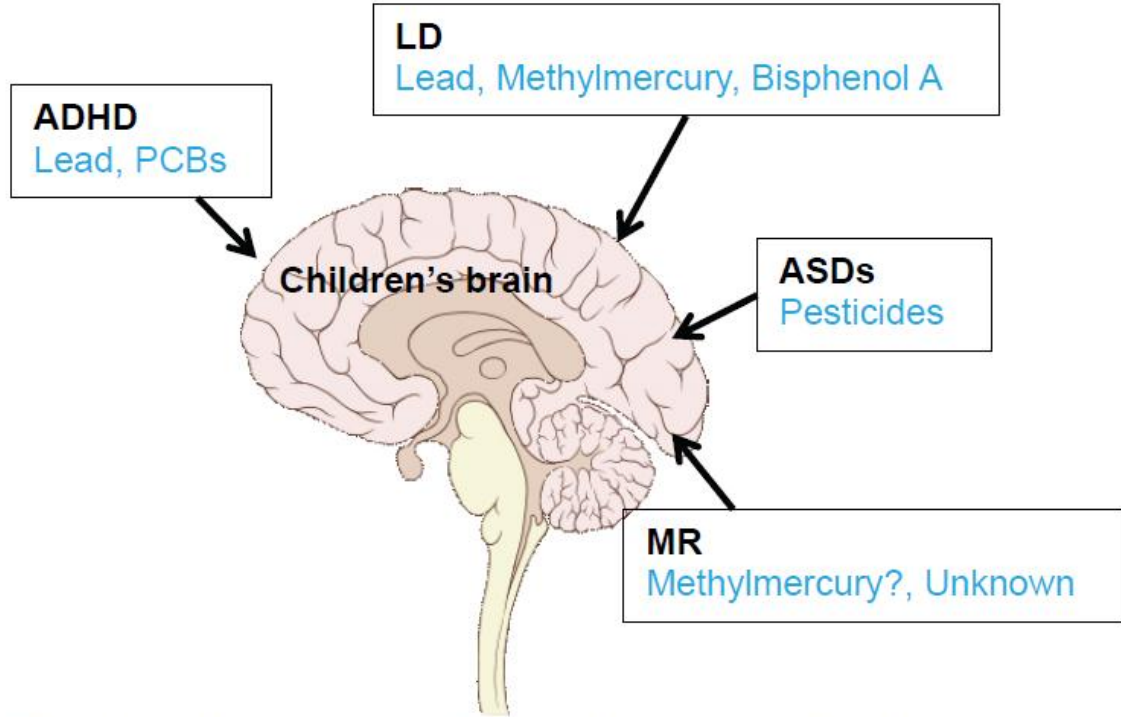 LD
Lead, Methylmercury, Bisphenol A
ADHD
Lead, PCBs
ASDs
Pesticides
Children's brain
MR
Methylmercury?, Unknown